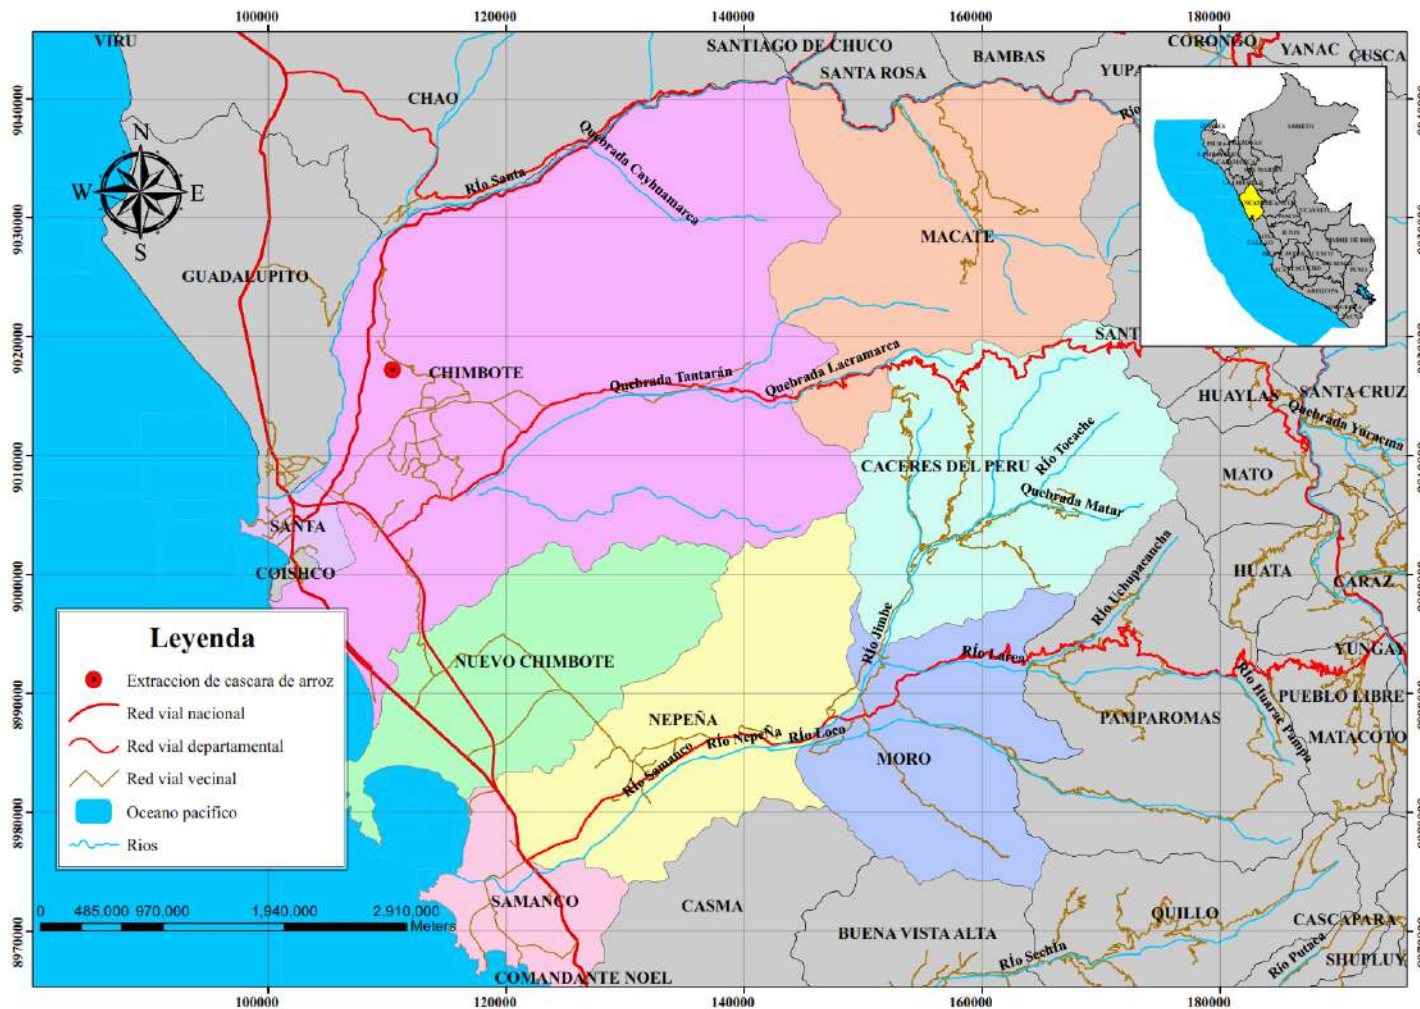 100000 120000 140000 160000 180000
VIRU
SANTIAGO DE CHUCO
BAMBAS
CORONGO
YANAC
CUSCA
SANTA ROSA
CHAO
9040000
N
W E
S
Quebrada Cayhuamarca
RÍo Santa
LORETO
9030000
MACATE
GUADALUPITO
9020000
CHIMBOTE
Quebrada Tantarán
Quebrada Lacramarca
HUAYLAS
SANTA CRUZ
Quebrada Yuracma
9010000
CACERES DEL PERU
RÍo Tocache
MATO
Quebrada Matar
SANTA
COISHCO
9000000
RÍo Uchupacancha
HUATA
CARAZ
RÍo Jimbe
YUNGAY
Leyenda
Extraccion de cascara de arroz
Red vial nacional
Red vial departamental
Red vial vecinal
Oceano pacifico
Rios
NUEVO CHIMBOTE
RÍo Larea
RÍo Huarac Pampa
PUEBLO LIBRE
8990000
NEPEÑA
PAMPAROMAS
MATACOTO
RÍo Samanco
RÍo NepeÑa
RÍo Loco
MORO
8980000
SAMANCO
CASMA
QUILLO
CASCAPARA
0 485,000 970,000 1,940,000 2,910,000
Meters
8970000
BUENA VISTA ALTA
RÍo Sechín
RÍo Putaca
SHUPLUY
COMANDANTE NOEL
100000 120000 140000 160000 180000